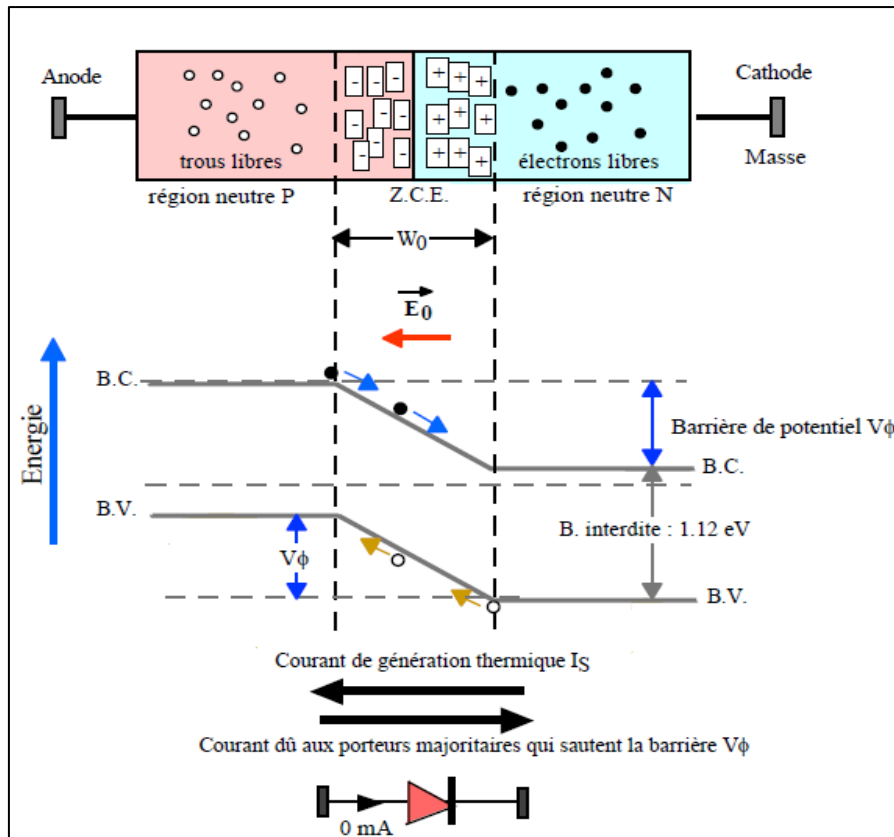 Anode
Cathode
- - - - - - - - -
+ + + + + + + + +
trous libres
électrons libres
Masse
région neutre P
Z.C.E.
région neutre N
W0
E0
Energie
B.C.
Barrière de potentiel Vϕ
B.C.
B.V.
B. interdite : 1.12 eV
Vϕ
B.V.
Courant de génération thermique IS
Courant dû aux porteurs majoritaires qui sautent la barrière Vϕ
0 mA